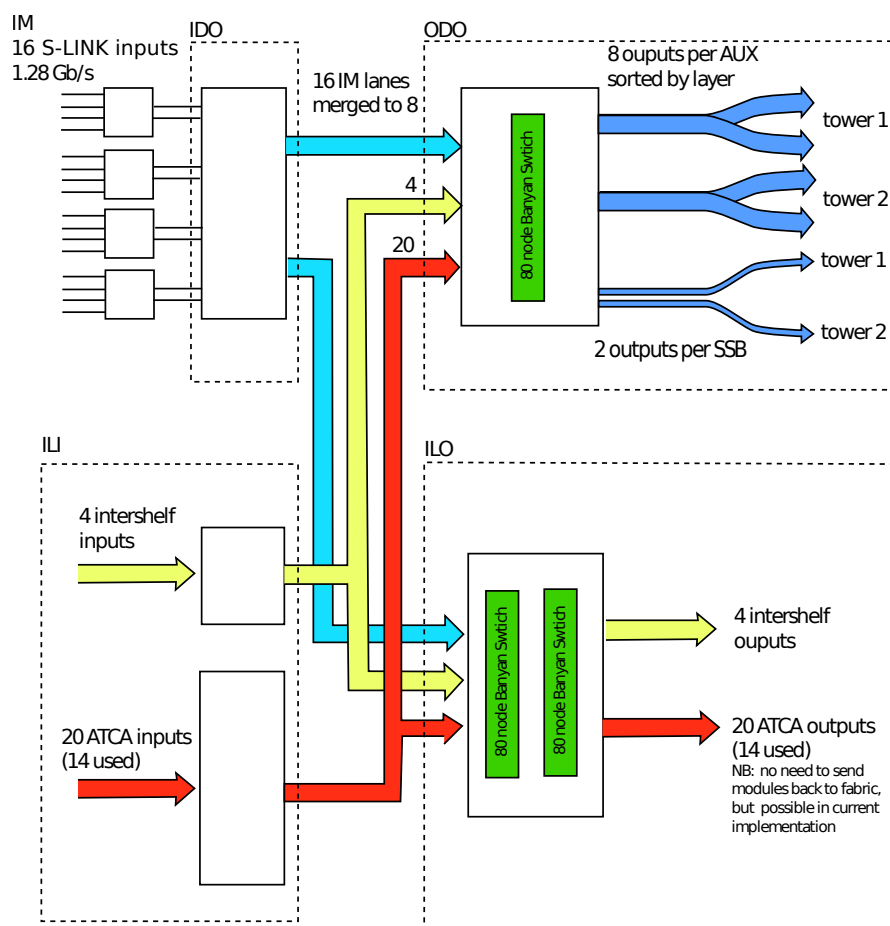 IM
16 S-LINK inputs
1.28 Gb/s
IDO
16 IM lanes
merged to 8
4
20
ODO
80 node Banyan Swtich
8 ouputs per AUX
sorted by layer
tower 1
tower 2
tower 1
tower 2
2 outputs per SSB
ILI
4 intershelf
inputs
20 ATCA inputs
(14 used)
ILO
80 node Banyan Swtich
80 node Banyan Swtich
4 intershelf
ouputs
20 ATCA outputs
(14 used)
NB: no need to send
modules back to fabric,
but possible in current
implementation